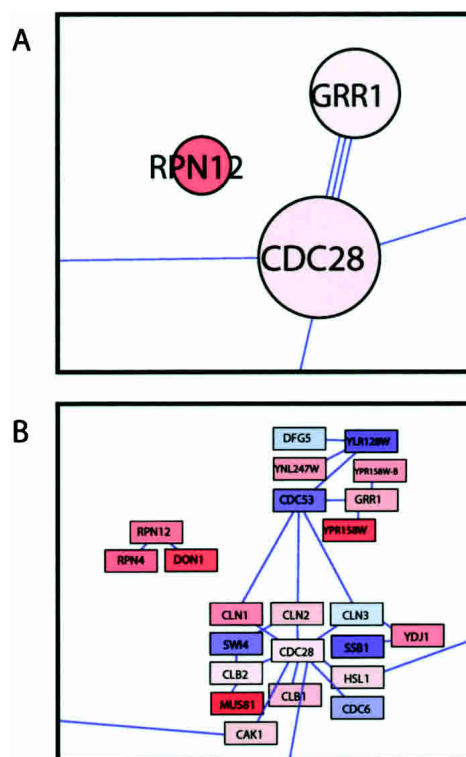 A
GRR1
RPN12
CDC28
B
DFG5
YLR128W
YNL247W
YPR158W-B
CDC53
GRR1
YPR158W
RPN12
RPN4
DON1
CLN1
CLN2
CLN3
YDJ1
SWI4
CDC28
SSB1
CLB2
HSL1
MUS81
CLB1
CDC6
CAK1